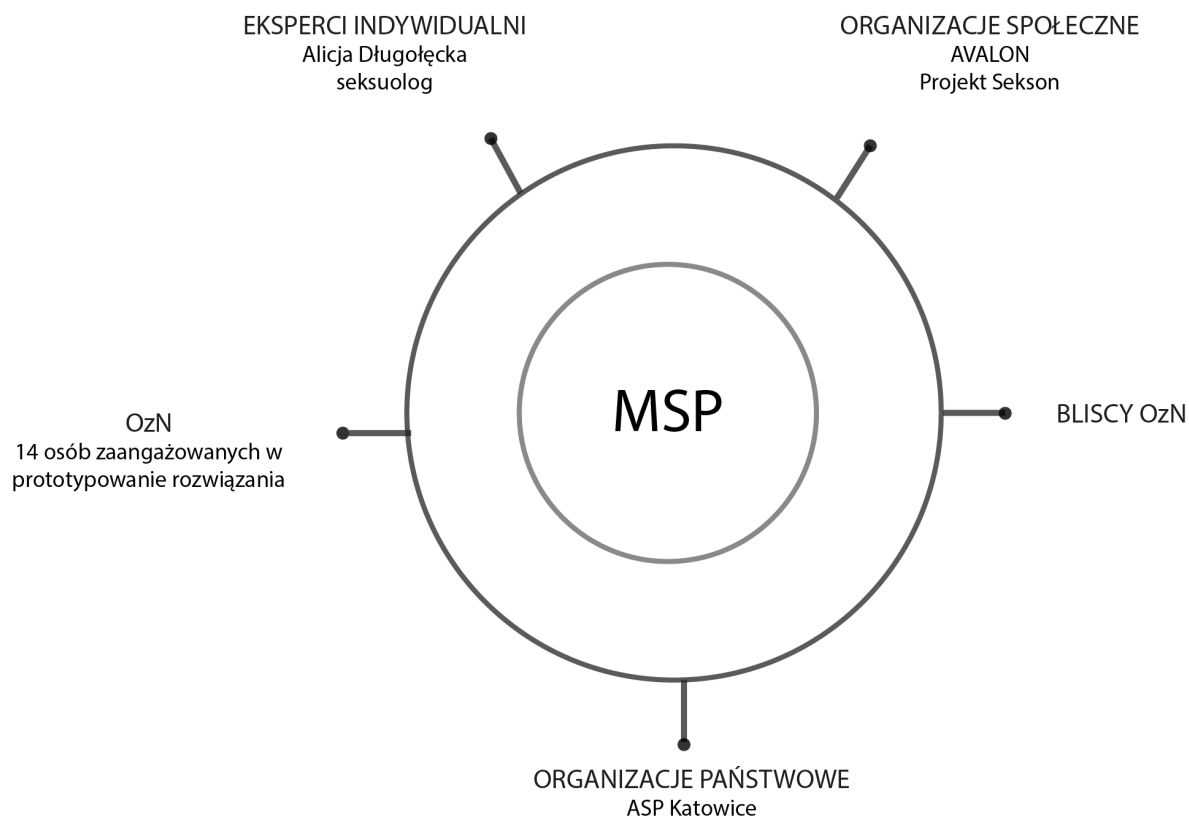 EKSPERCI INDYWIDUALNI
Alicja Długołęcka
seksuolog
ORGANIZACJE SPOŁECZNE
AVALON
Projekt Sekson
MSP
BLISCY OzN
OzN
14 osób zaangażowanych w
prototypowanie rozwiązania
ORGANIZACJE PAŃSTWOWE
ASP Katowice